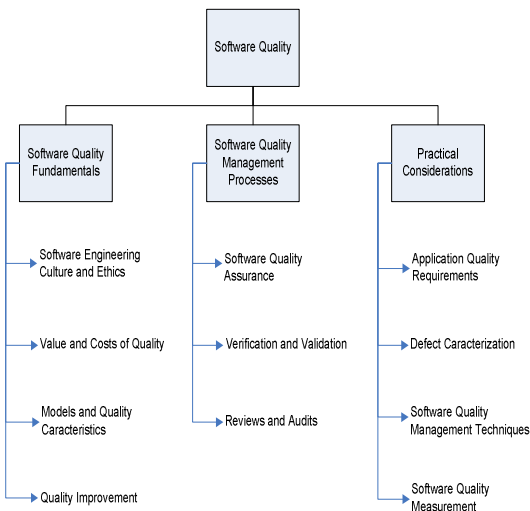 Software Quality
Software Quality
Fundamentals
Software Engineering
Culture and Ethics
Value and Costs of Quality
Models and Quality
Caracteristics
Quality Improvement
Software Quality
Management
Processes
Software Quality
Assurance
Verification and Validation
Reviews and Audits
Practical
Considerations
Application Quality
Requirements
Defect Caracterization
Software Quality
Management Techniques
Software Quality
Measurement